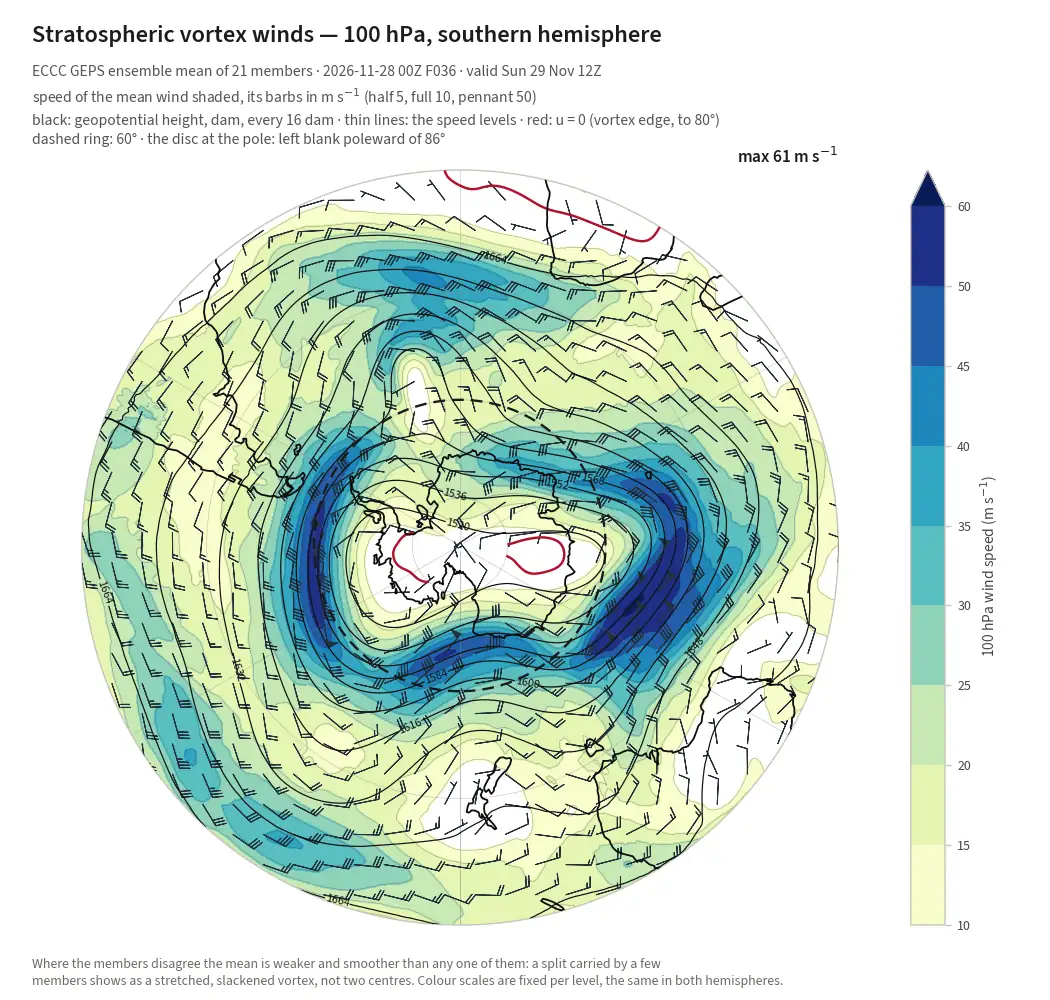 Stratospheric vortex winds — 100 hPa, southern hemisphere
ECCC GEPS ensemble mean of 21 members · 2026-11-28 00Z F036 · valid Sun 29 Nov 12Z
speed of the mean wind shaded, its barbs in m s⁻¹ (half 5, full 10, pennant 50)
black: geopotential height, dam, every 16 dam · thin lines: the speed levels · red: u = 0 (vortex edge, to 80°)
dashed ring: 60° · the disc at the pole: left blank poleward of 86°
max 61 m s⁻¹
60
50
45
40
35
30
25
20
15
10
100 hPa wind speed (m s⁻¹)
1664
1552
1568
1536
1520
1664
1584
1600
1616
1664
Where the members disagree the mean is weaker and smoother than any one of them: a split carried by a few
members shows as a stretched, slackened vortex, not two centres. Colour scales are fixed per level, the same in both hemispheres.